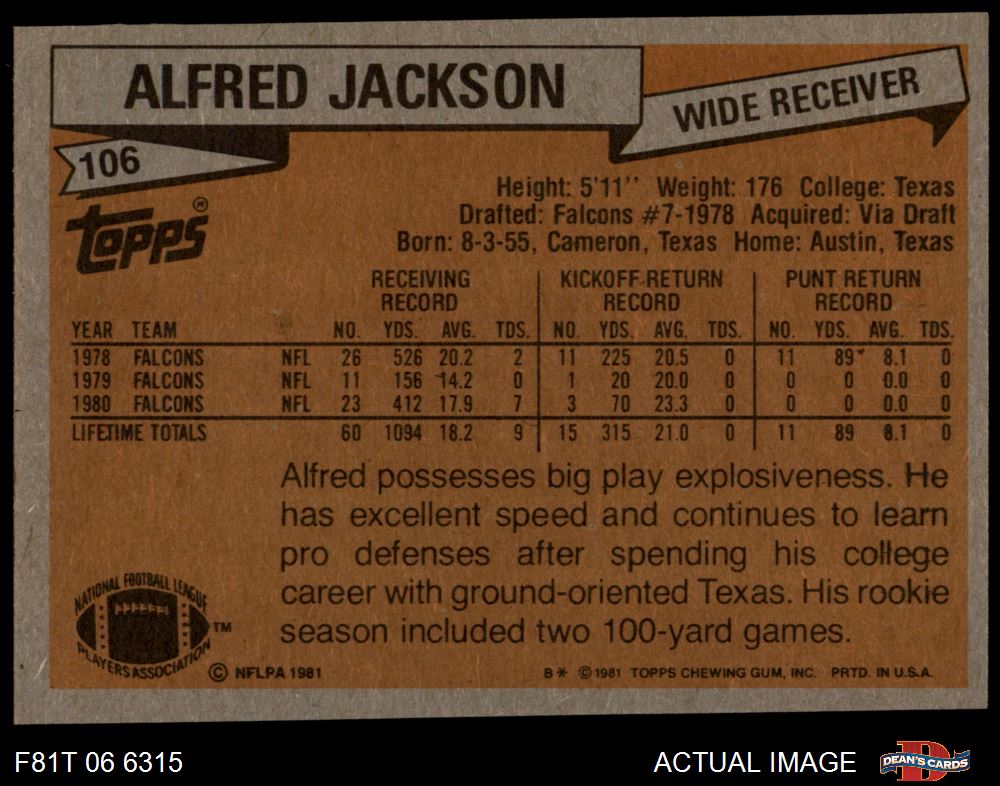 ALFRED JACKSON
WIDE RECEIVER
106
Topps®
Height: 5'11'' Weight: 176 College: Texas
Drafted: Falcons #7-1978 Acquired: Via Draft
Born: 8-3-55, Cameron, Texas Home: Austin, Texas
RECEIVING RECORD KICKOFF RETURN RECORD PUNT RETURN RECORD
YEAR TEAM NO. YDS. AVG. TDS. NO. YDS. AVG. TDS. NO. YDS. AVG. TDS.
1978 FALCONS NFL 26 526 20.2 2 11 225 20.5 0 11 89 8.1 0
1979 FALCONS NFL 11 156 14.2 0 1 20 20.0 0 0 0 0.0 0
1980 FALCONS NFL 23 412 17.9 7 3 70 23.3 0 0 0 0.0 0
LIFETIME TOTALS 60 1094 18.2 9 15 315 21.0 0 11 89 8.1 0
Alfred possesses big play explosiveness. He
has excellent speed and continues to learn
pro defenses after spending his college
career with ground-oriented Texas. His rookie
season included two 100-yard games.
NATIONAL FOOTBALL LEAGUE
PLAYERS ASSOCIATION
TM
© NFLPA 1981
B* © 1981 TOPPS CHEWING GUM, INC. PRTD. IN U.S.A.
F81T 06 6315
ACTUAL IMAGE
DEAN'S CARDS